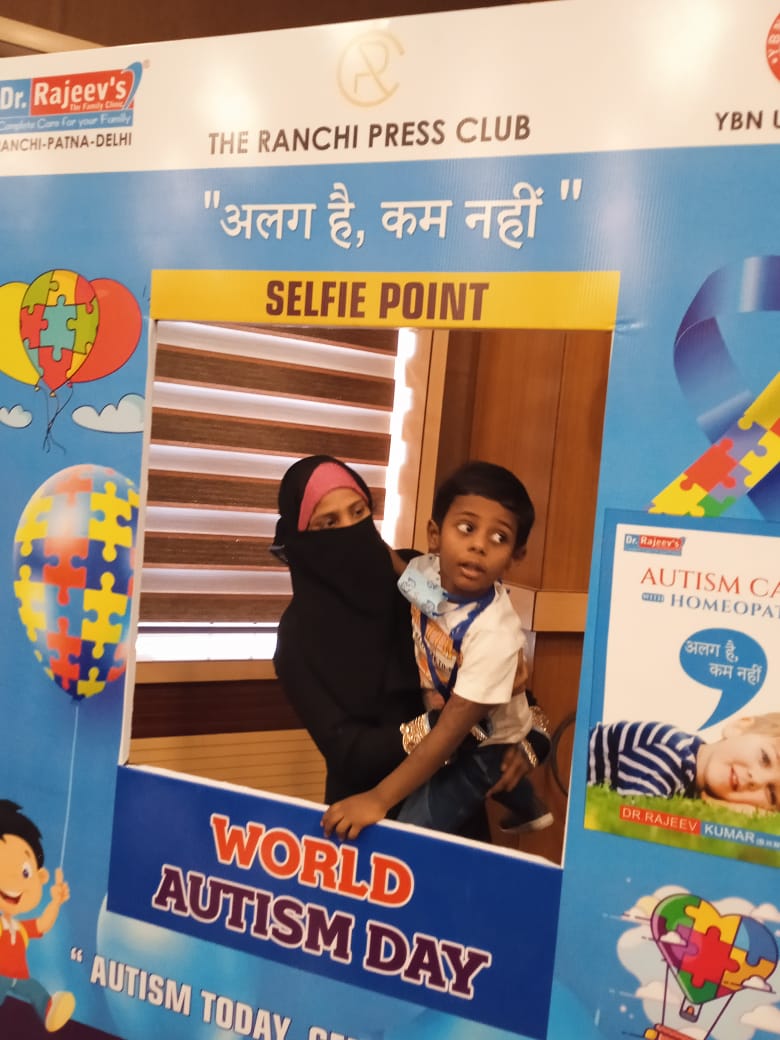 Dr. Rajeev's
The Family Clinic
Complete Care for your Family
RANCHI-PATNA-DELHI
THE RANCHI PRESS CLUB
YBN
"अलग है, कम नहीं "
SELFIE POINT
Dr. Rajeev's
AUTISM
WITH HOMEOPAT
अलग है,
कम नहीं
DR.RAJEEV KUMAR
WORLD
AUTISM DAY
" AUTISM TODAY,